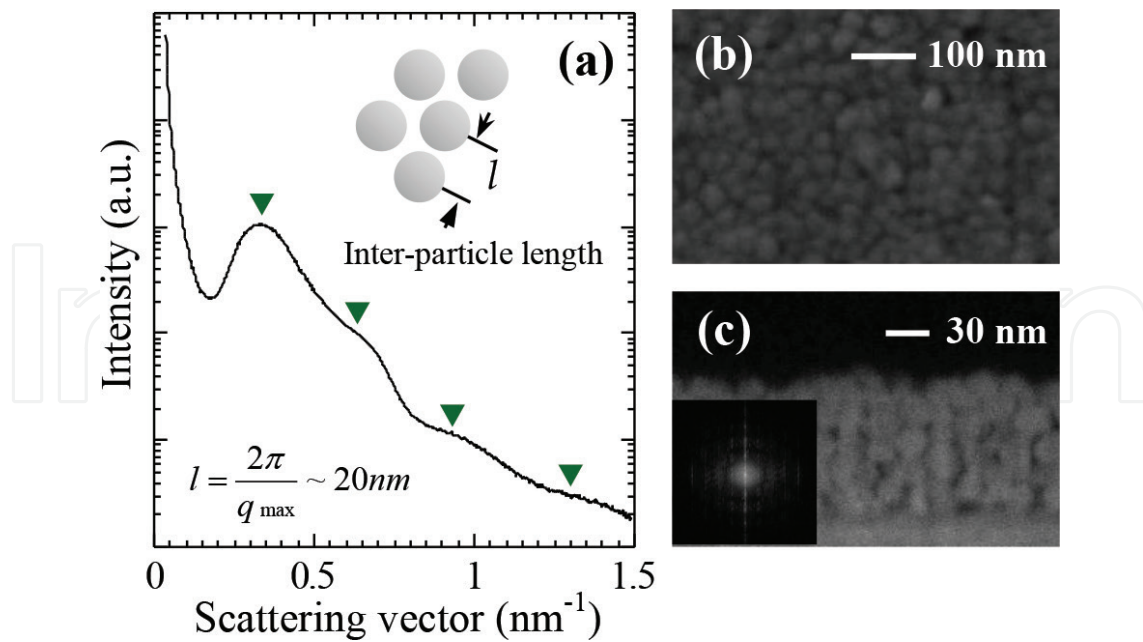 (a)
l
Inter-particle length
l = 2π / q max ~ 20nm
Intensity (a.u.)
0 0.5 1 1.5
Scattering vector (nm⁻¹)
(b) 100 nm
(c) 30 nm